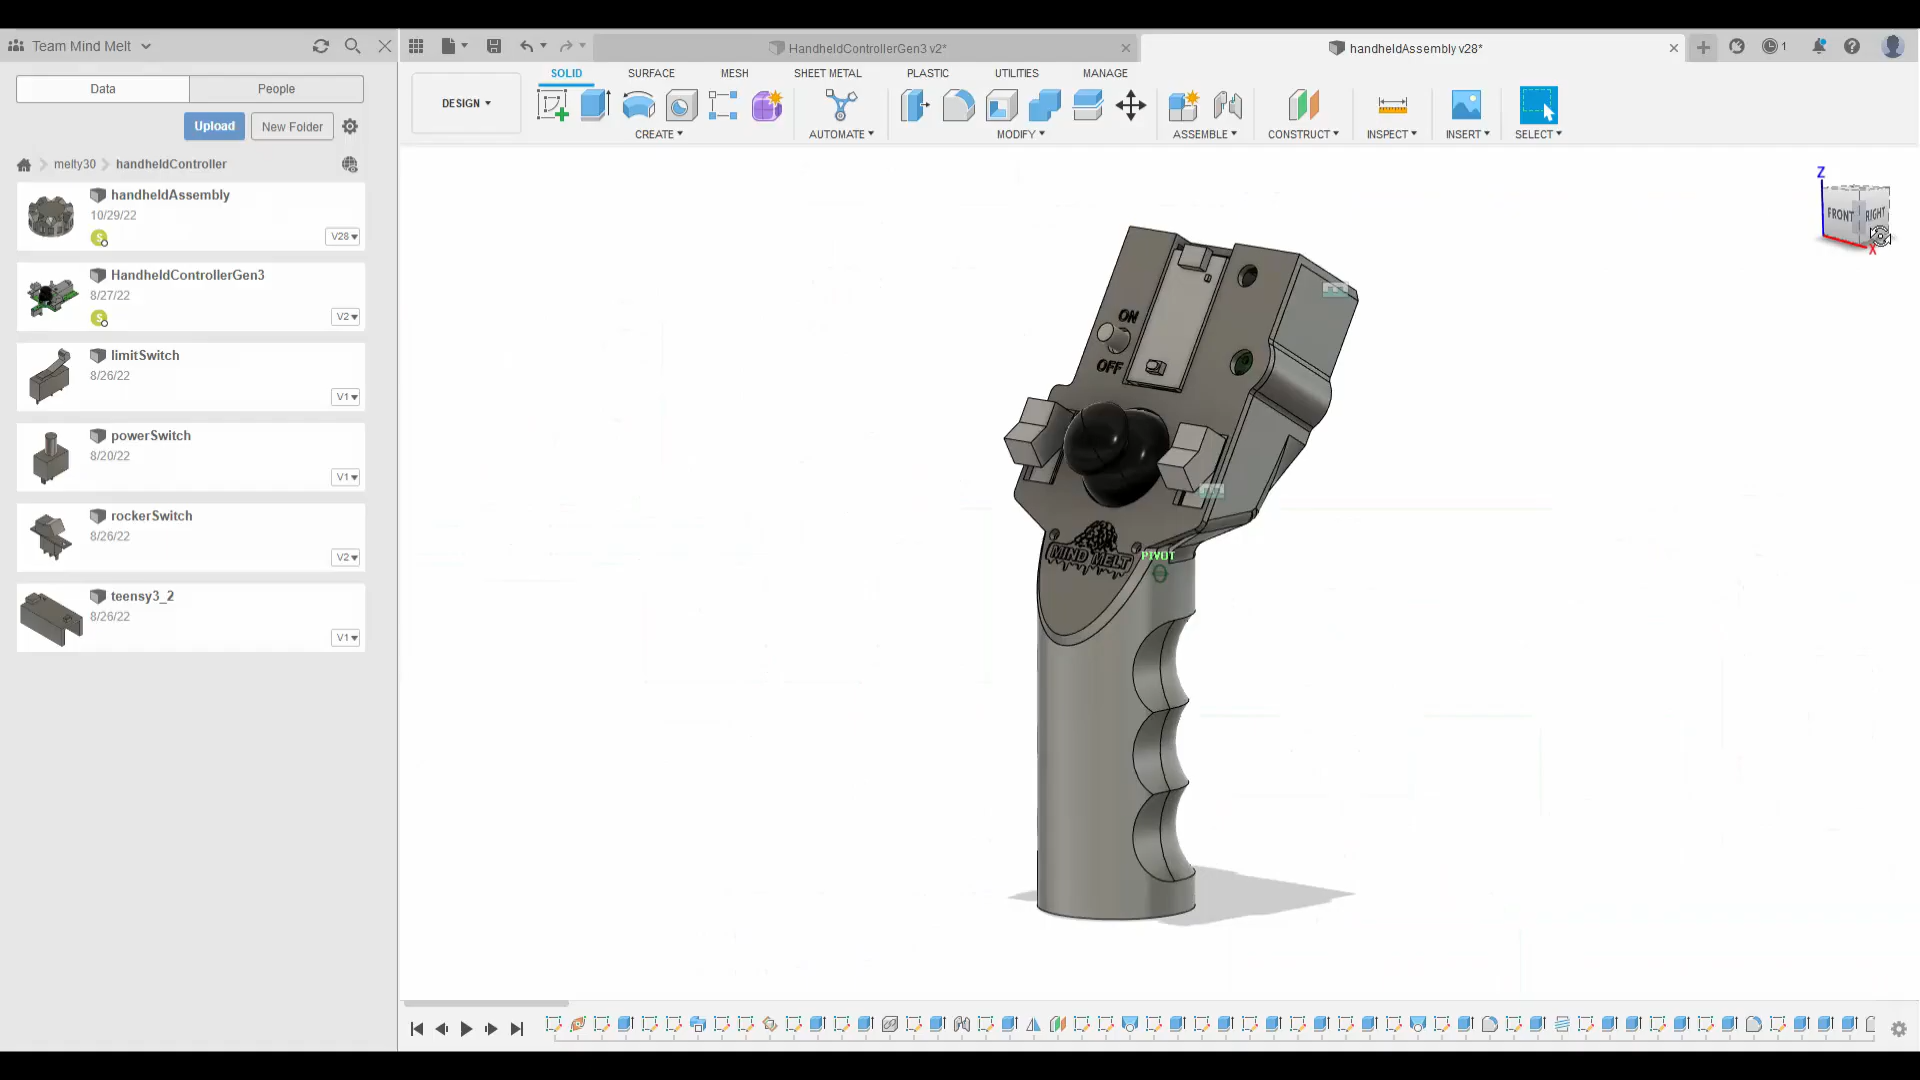 Team Mind Melt
HandheldControllerGen3 v2*
handheldAssembly v28*
1
Data
People
Upload
New Folder
melty30
handheldController
handheldAssembly
10/29/22
S
V28
HandheldControllerGen3
8/27/22
S
V2
limitSwitch
8/26/22
V1
powerSwitch
8/20/22
V1
rockerSwitch
8/26/22
V2
teensy3_2
8/26/22
V1
DESIGN
SOLID
SURFACE
MESH
SHEET METAL
PLASTIC
UTILITIES
MANAGE
CREATE
AUTOMATE
MODIFY
ASSEMBLE
CONSTRUCT
INSPECT
INSERT
SELECT
Z
FRONT
RIGHT
X
ON
OFF
MIND MELT
PIVOT